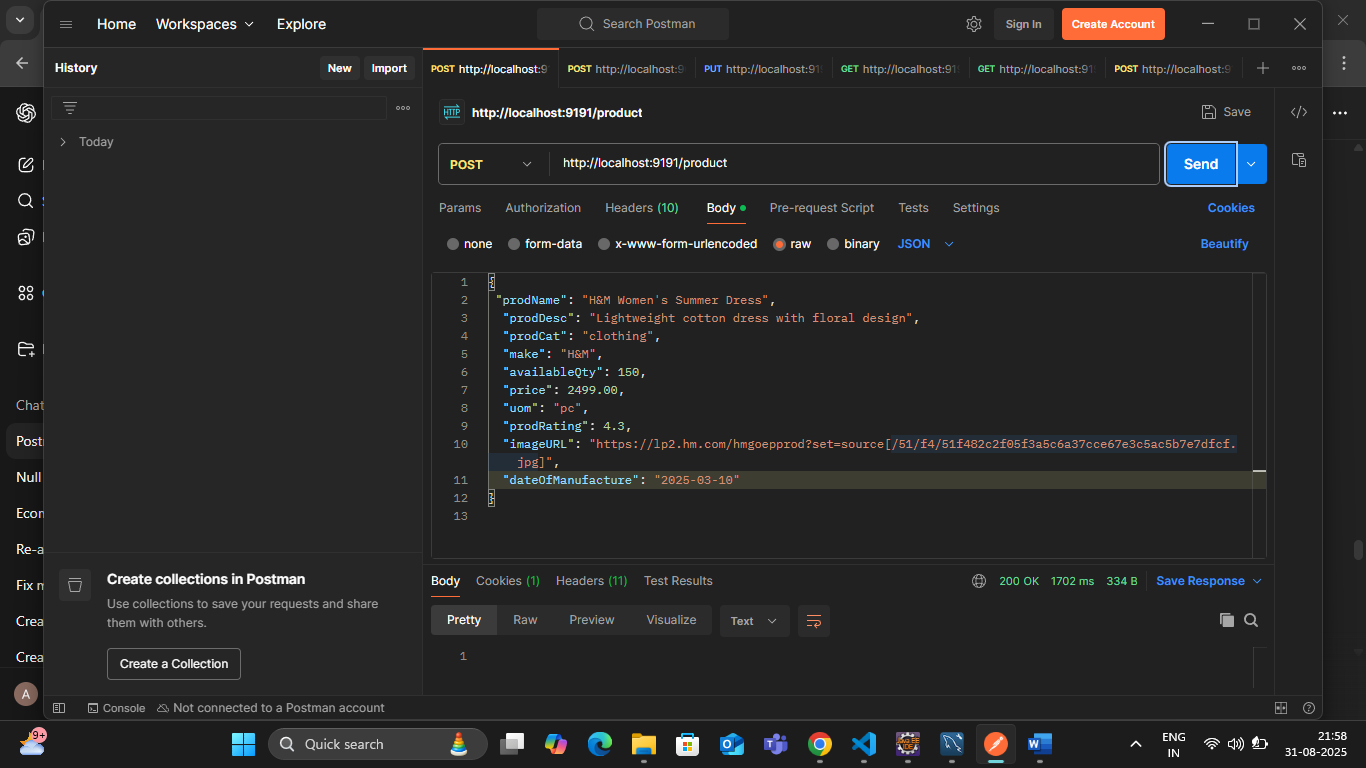 Home Workspaces Explore Search Postman Sign In Create Account
History New Import
POST http://localhost:9 POST http://localhost:9 PUT http://localhost:91 GET http://localhost:919 GET http://localhost:919 POST http://localhost:9
HTTP http://localhost:9191/product Save
Today
POST http://localhost:9191/product Send
Params Authorization Headers (10) Body Pre-request Script Tests Settings Cookies
none form-data x-www-form-urlencoded raw binary JSON Beautify
1 {
2 "prodName": "H&M Women's Summer Dress",
3 "prodDesc": "Lightweight cotton dress with floral design",
4 "prodCat": "clothing",
5 "make": "H&M",
6 "availableQty": 150,
7 "price": 2499.00,
8 "uom": "pc",
9 "prodRating": 4.3,
10 "imageURL": "https://lp2.hm.com/hmgoepprod?set=source[/51/f4/51f482c2f05f3a5c6a37cce67e3c5ac5b7e7dfcf.
jpg]",
11 "dateOfManufacture": "2025-03-10"
12 }
13
Chat
Post
Null
Econ
Re-a
Fix m
Crea
Crea
A
Create collections in Postman
Use collections to save your requests and share
them with others.
Create a Collection
Body Cookies (1) Headers (11) Test Results 200 OK 1702 ms 334 B Save Response
Pretty Raw Preview Visualize Text
1
Console Not connected to a Postman account
9+ Quick search ENG
IN
21:58
31-08-2025